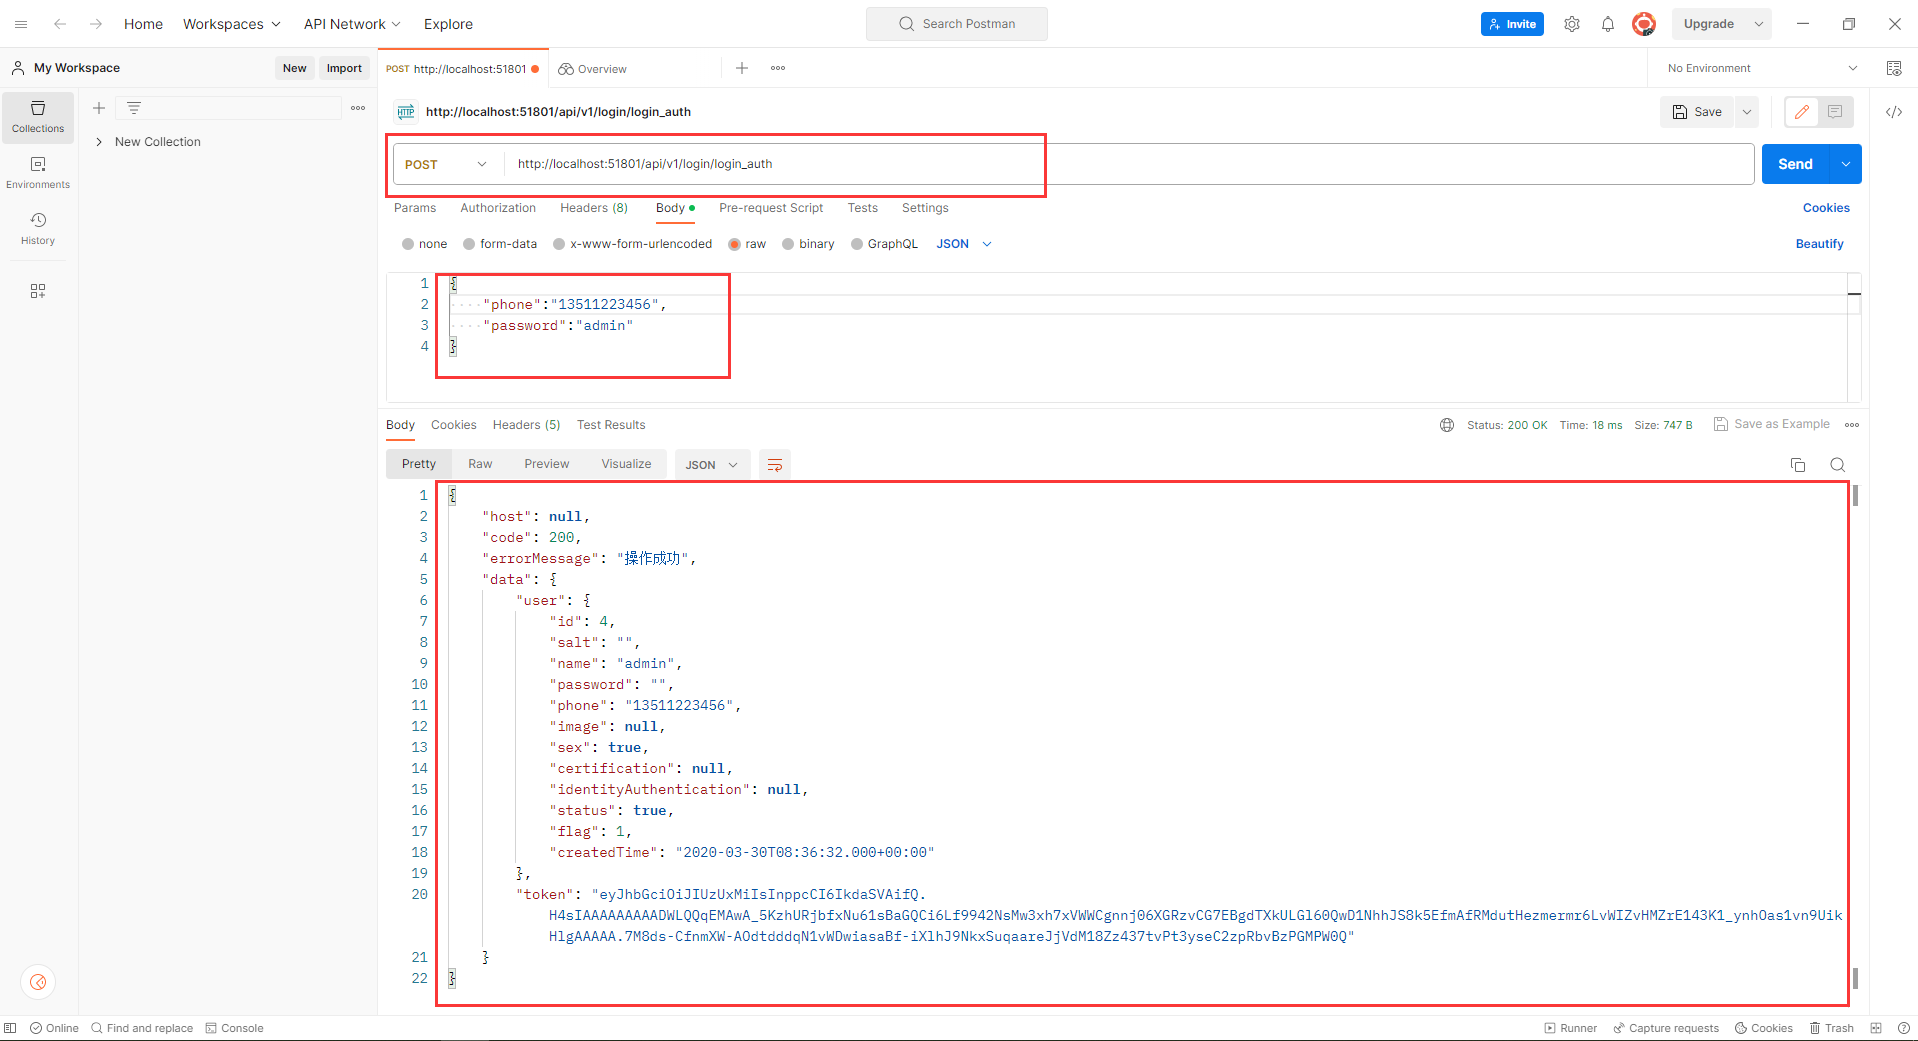 Home Workspaces API Network Explore Search Postman Invite Upgrade
My Workspace New Import POST http://localhost:51801 Overview No Environment
Collections
New Collection
Environments
History
HTTP http://localhost:51801/api/v1/login/login_auth Save
POST http://localhost:51801/api/v1/login/login_auth Send
Params Authorization Headers (8) Body Pre-request Script Tests Settings Cookies
none form-data x-www-form-urlencoded raw binary GraphQL JSON Beautify
1 {
2 "phone":"13511223456",
3 "password":"admin"
4 }
Body Cookies Headers (5) Test Results Status: 200 OK Time: 18 ms Size: 747 B Save as Example
Pretty Raw Preview Visualize JSON
1 {
2 "host": null,
3 "code": 200,
4 "errorMessage": "操作成功",
5 "data": {
6 "user": {
7 "id": 4,
8 "salt": "",
9 "name": "admin",
10 "password": "",
11 "phone": "13511223456",
12 "image": null,
13 "sex": true,
14 "certification": null,
15 "identityAuthentication": null,
16 "status": true,
17 "flag": 1,
18 "createdTime": "2020-03-30T08:36:32.000+00:00"
19 },
20 "token": "eyJhbGciOiJIUzUxMiIsInppcCI6IkdaSVAifQ.
H4sIAAAAAAAAADWLQQqEMAwA_5KzhURjbfxNu61sBaGQCi6Lf9942NsMw3xh7xVWWCgnnj06XGRzvCG7EBgdTXkULGl60QwD1NhhJS8k5EfmAfRMdutHezmermr6LvWIZvHMZrE143K1_ynhOas1vn9Uik
HlgAAAAA.7M8ds-CfnmXW-AOdtdddqN1vWDwiasaBf-iXlhJ9NkxSuqaareJjVdM18Zz437tvPt3yseC2zpRbvBzPGMPW0Q"
21 }
22 }
Online Find and replace Console Runner Capture requests Cookies Trash